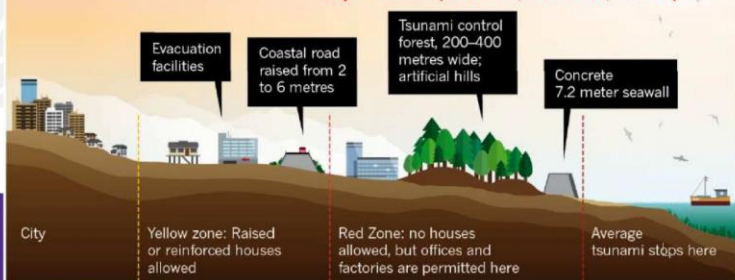 Tsunami control
forest, 200–400
metres wide;
artificial hills
Evacuation
facilities
Coastal road
raised from 2
to 6 metres
Concrete
7.2 meter seawall
City
Yellow zone: Raised
or reinforced houses
allowed
Red Zone: no houses
allowed, but offices and
factories are permitted here
Average
tsunami stops here